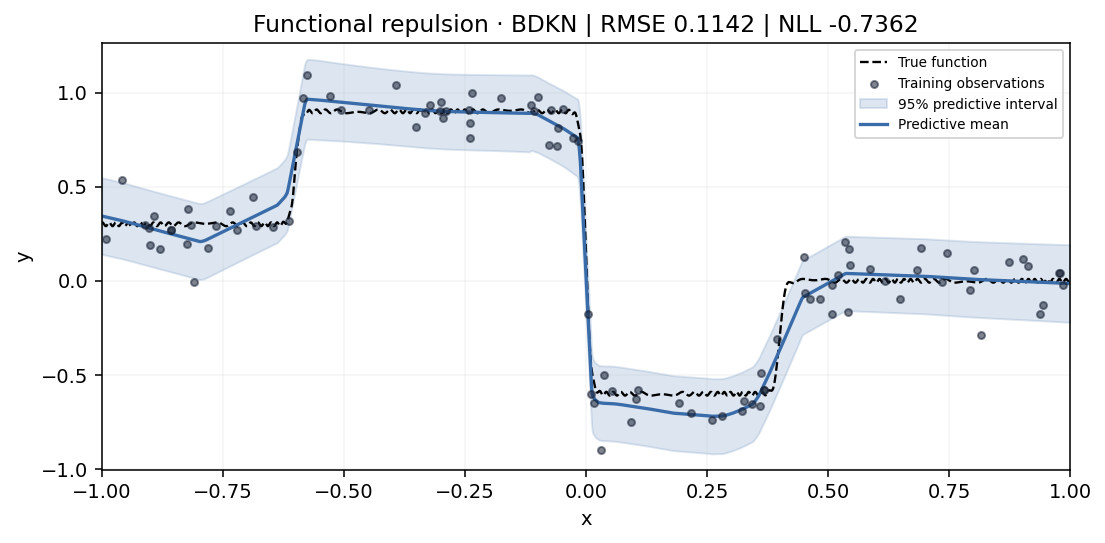 Functional repulsion · BDKN | RMSE 0.1142 | NLL -0.7362
True function
Training observations
95% predictive interval
Predictive mean
y
1.0
0.5
0.0
−0.5
−1.0
−1.00 −0.75 −0.50 −0.25 0.00 0.25 0.50 0.75 1.00
x